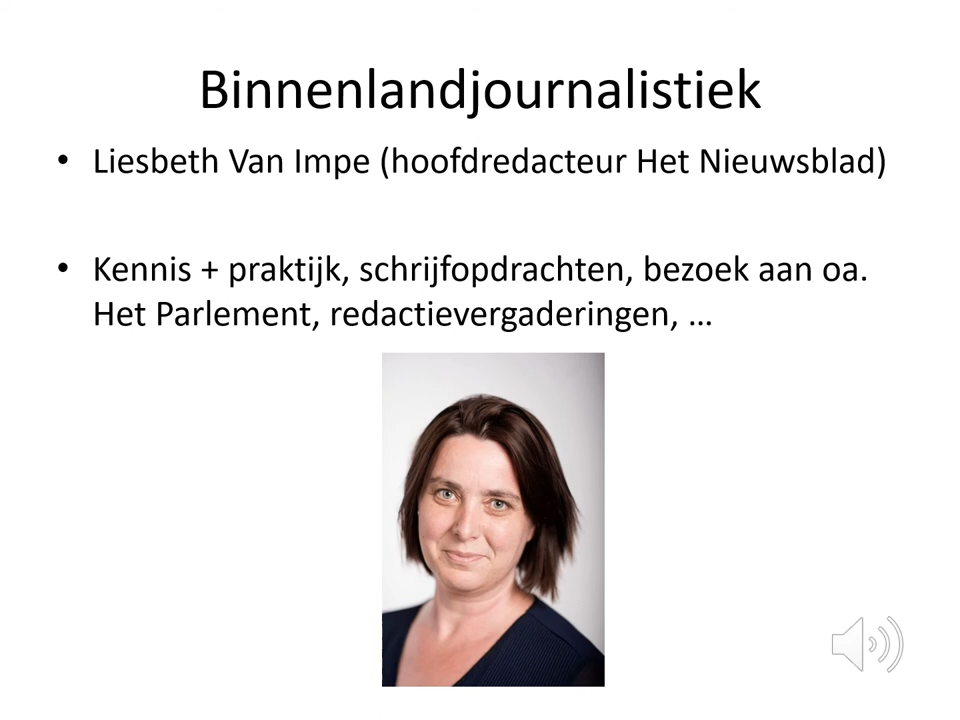 Binnenlandjournalistiek
• Liesbeth Van Impe (hoofdredacteur Het Nieuwsblad)
• Kennis + praktijk, schrijfopdrachten, bezoek aan oa.
Het Parlement, redactievergaderingen, …